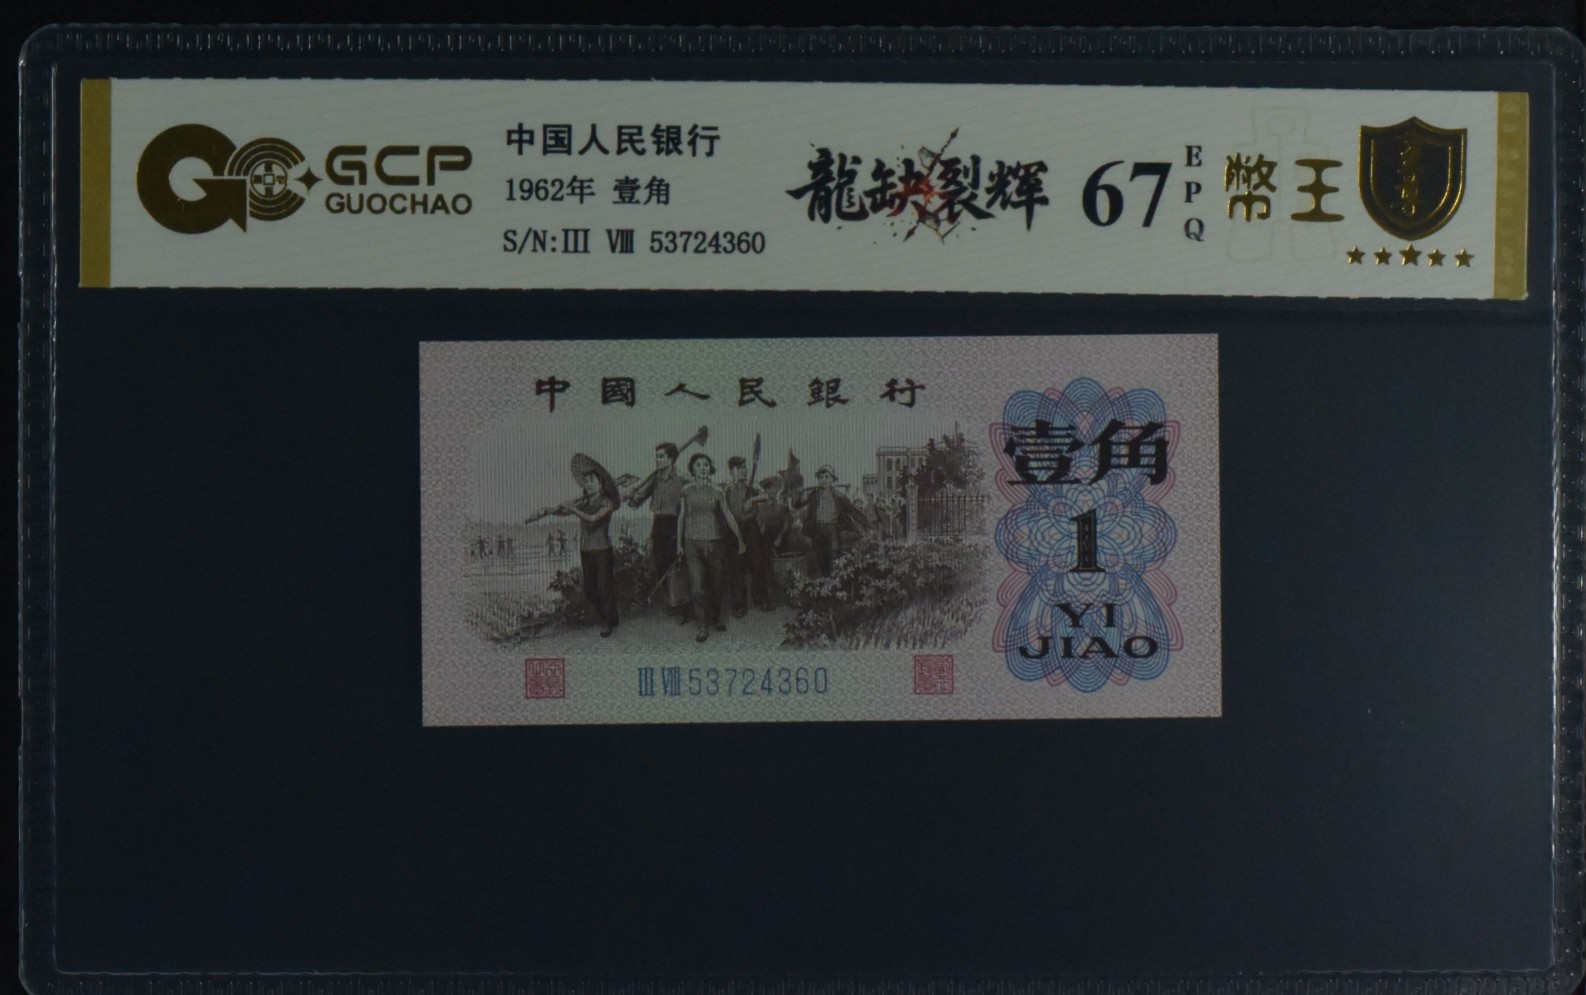 GCP
GUOCHAO
中国人民银行
1962年 壹角
S/N:III VIII 53724360
龍缺裂辉
67
EPQ
幣王
中國人民銀行
壹角
1
YI
JIAO
III VIII 53724360